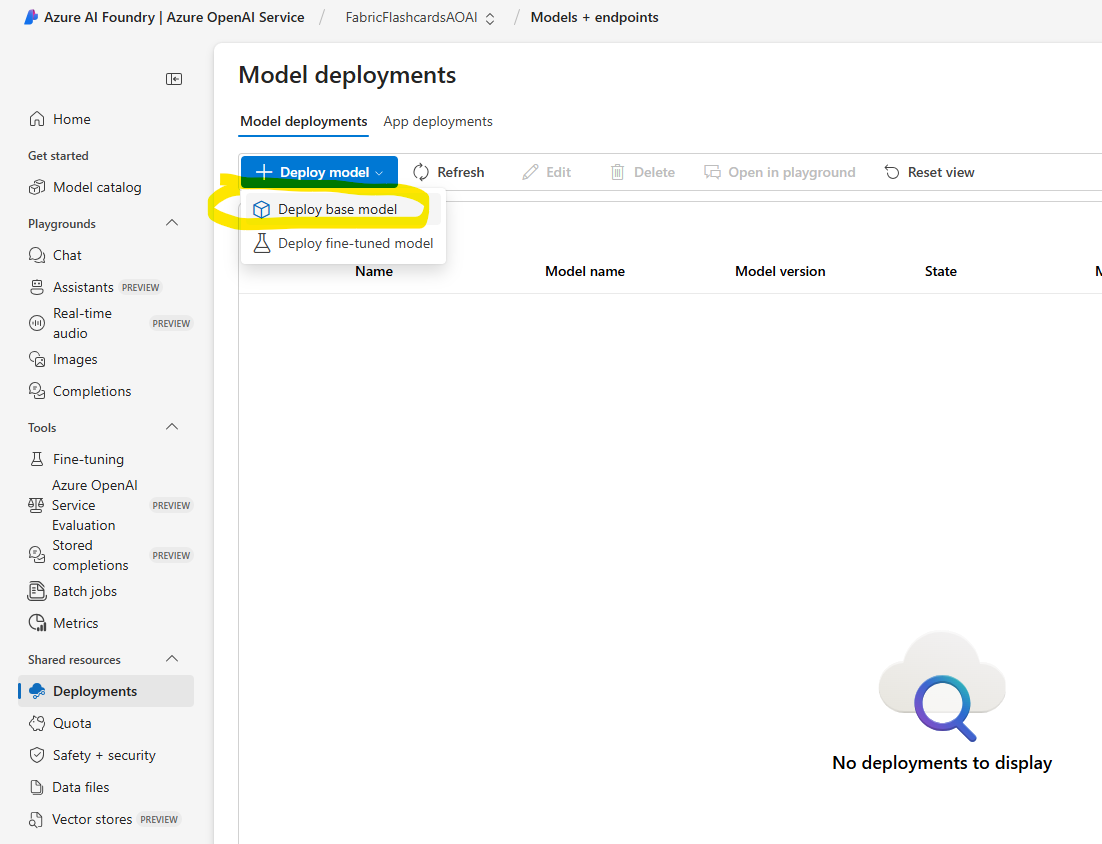 Azure AI Foundry | Azure OpenAI Service / FabricFlashcardsAOAI / Models + endpoints
Model deployments
Model deployments App deployments
Deploy model Refresh Edit Delete Open in playground Reset view
Deploy base model
Deploy fine-tuned model
Name Model name Model version State M
No deployments to display
Home
Get started
Model catalog
Playgrounds
Chat
Assistants PREVIEW
Real-time
audio PREVIEW
Images
Completions
Tools
Fine-tuning
Azure OpenAI
Service PREVIEW
Evaluation
Stored
completions PREVIEW
Batch jobs
Metrics
Shared resources
Deployments
Quota
Safety + security
Data files
Vector stores PREVIEW